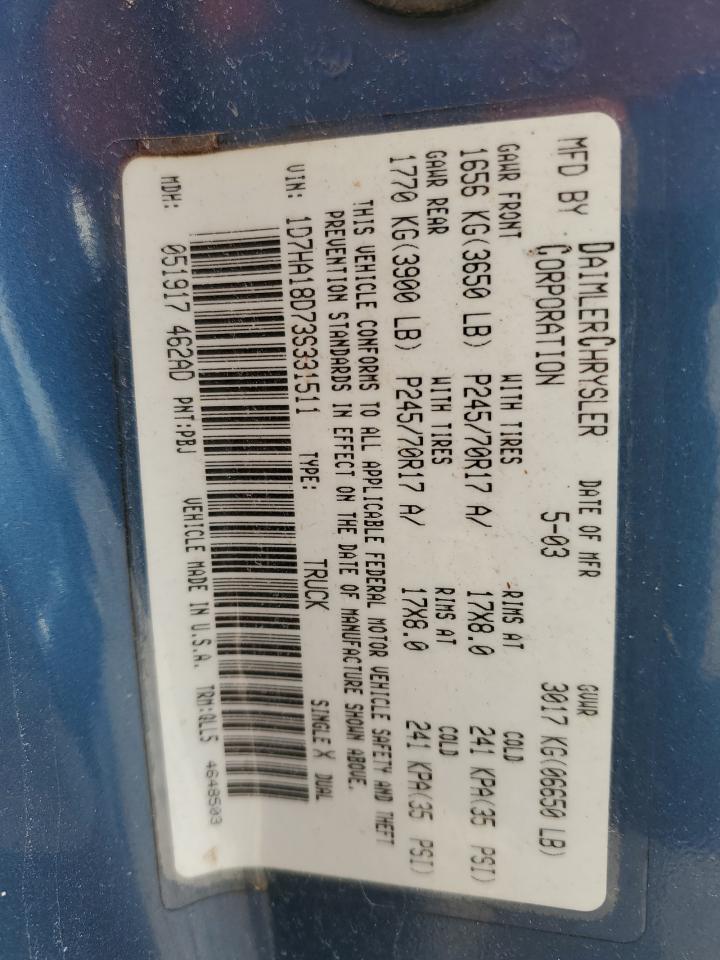 MFD BY DAIMLERCHRYSLER CORPORATION DATE OF MFR 5-03 GVWR 3017 KG(06650 LB)
GAWR FRONT WITH TIRES RIMS AT COLD
1656 KG(3650 LB) P245/70R17 A/ 17X8.0 241 KPA(35 PSI)
GAWR REAR WITH TIRES RIMS AT COLD
1770 KG(3900 LB) P245/70R17 A/ 17X8.0 241 KPA(35 PSI)
THIS VEHICLE CONFORMS TO ALL APPLICABLE FEDERAL MOTOR VEHICLE SAFETY AND THEFT
PREVENTION STANDARDS IN EFFECT ON THE DATE OF MANUFACTURE SHOWN ABOVE.
VIN: 1D7HA18D73S331511 TYPE: TRUCK SINGLE X DUAL
MDH: 051917 462AD PNT:PBJ VEHICLE MADE IN U.S.A. TRM:QLL5 4648503